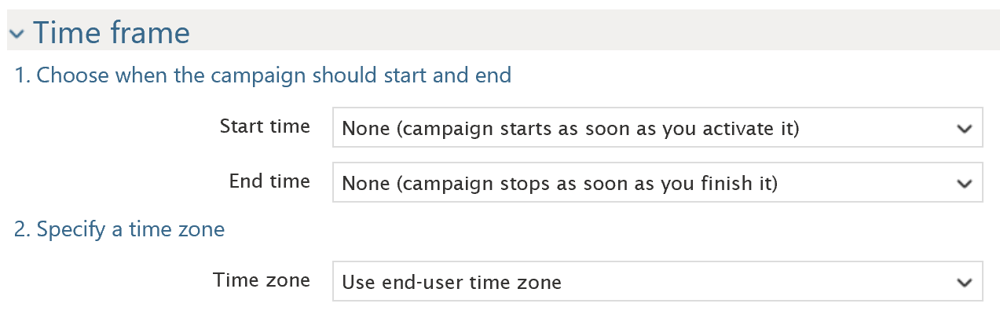 Time frame
1. Choose when the campaign should start and end
Start time None (campaign starts as soon as you activate it)
End time None (campaign stops as soon as you finish it)
2. Specify a time zone
Time zone Use end-user time zone